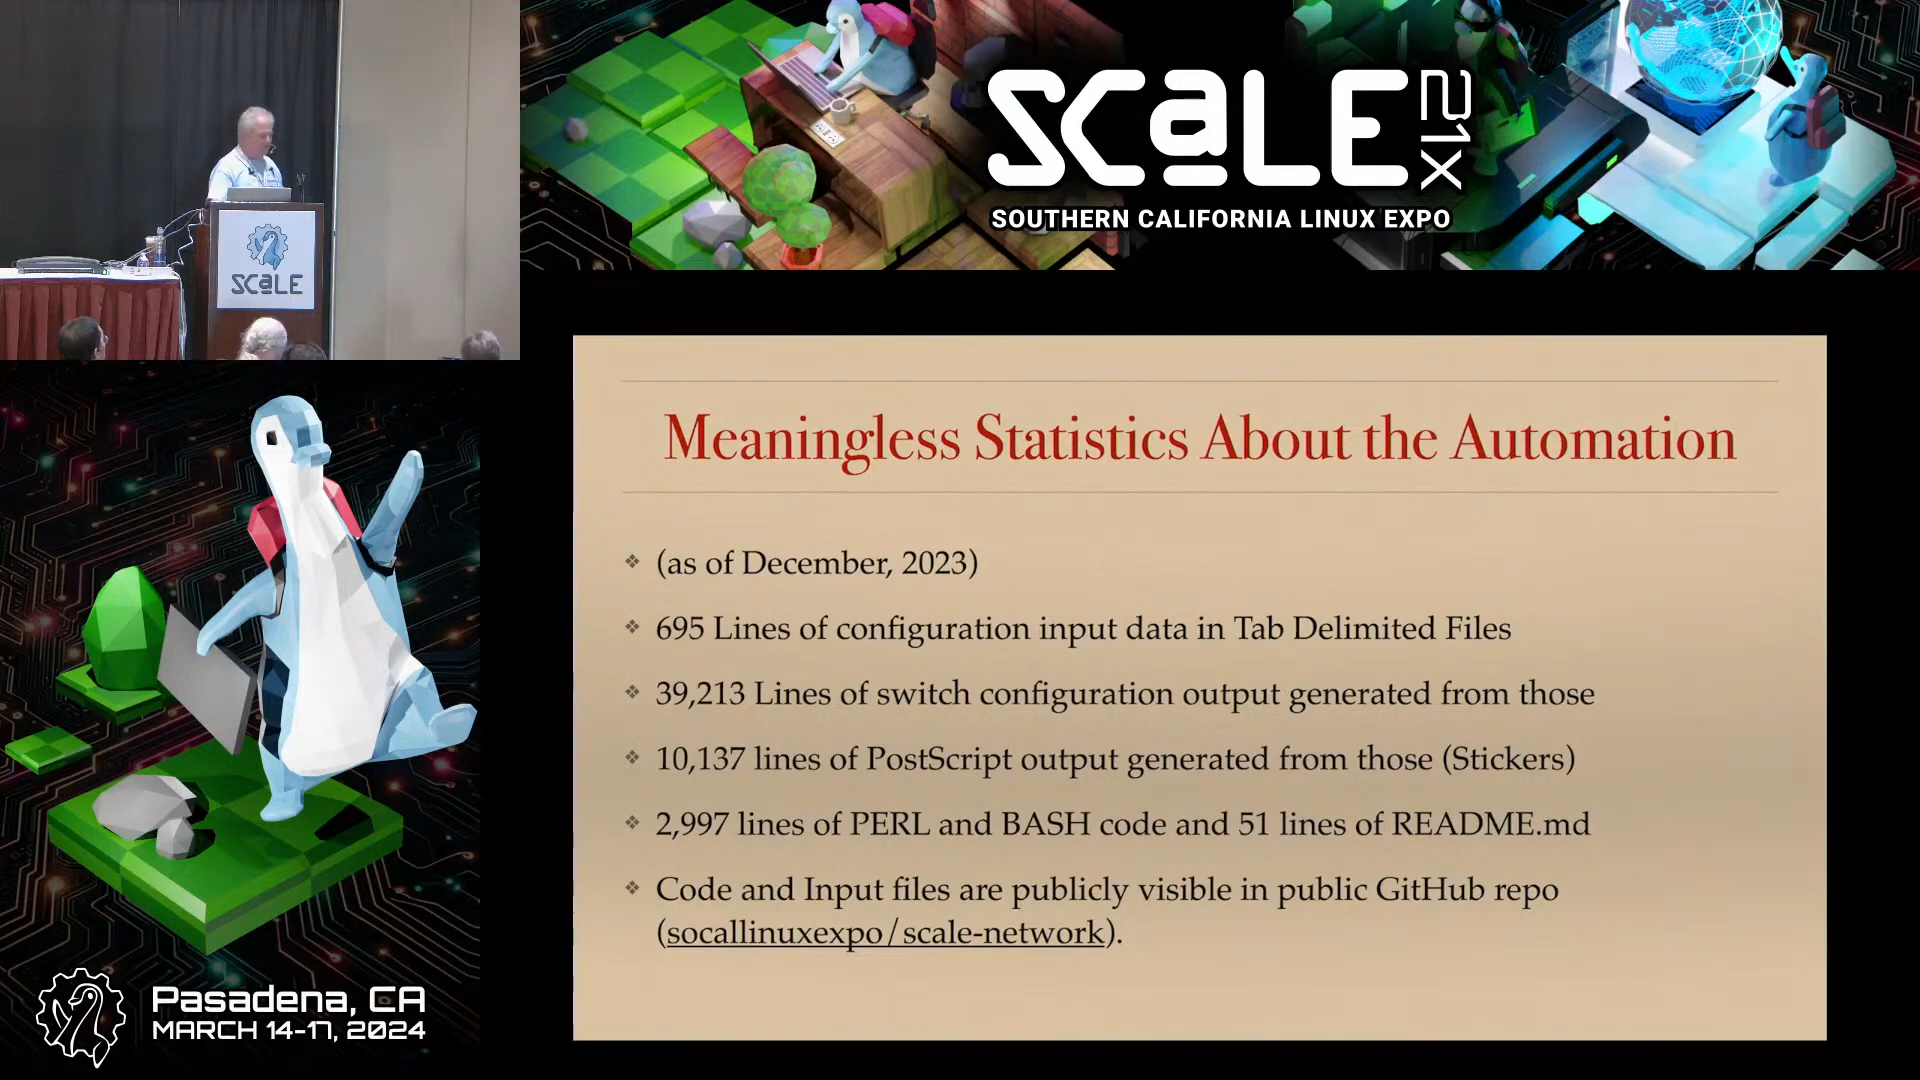 SCaLE 21X
SOUTHERN CALIFORNIA LINUX EXPO
SCaLE
Meaningless Statistics About the Automation
(as of December, 2023)
695 Lines of configuration input data in Tab Delimited Files
39,213 Lines of switch configuration output generated from those
10,137 lines of PostScript output generated from those (Stickers)
2,997 lines of PERL and BASH code and 51 lines of README.md
Code and Input files are publicly visible in public GitHub repo
(socallinuxexpo/scale-network).
Pasadena, CA
MARCH 14-17, 2024